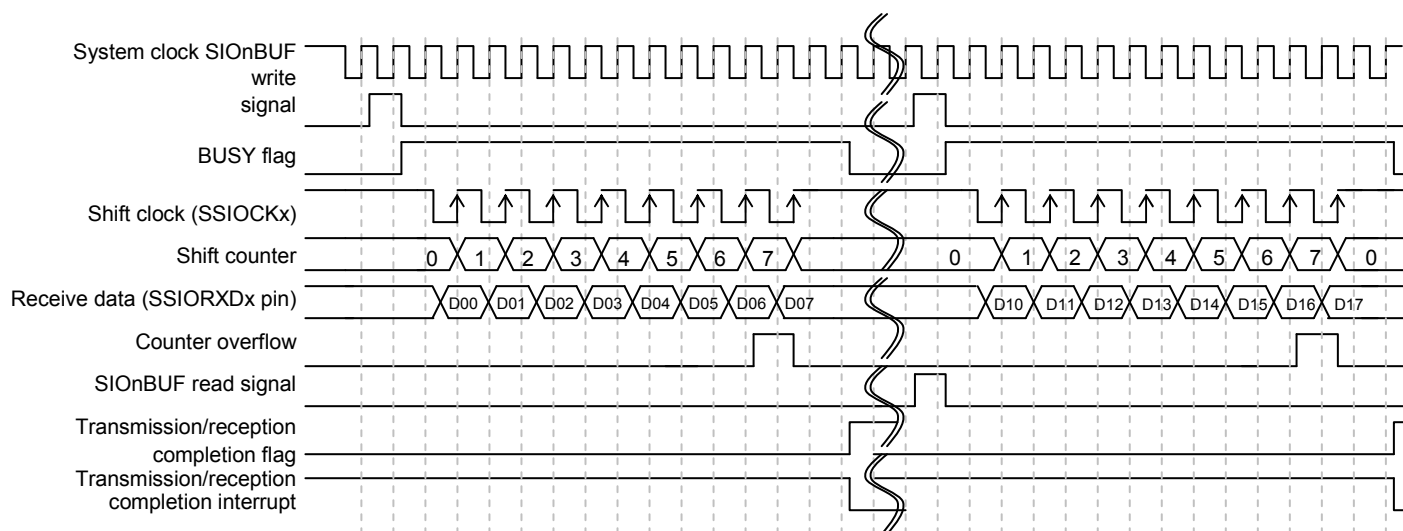 System clock SIOnBUF
write
signal
BUSY flag
Shift clock (SSIOCKx)
Shift counter 0 1 2 3 4 5 6 7 0 1 2 3 4 5 6 7 0
Receive data (SSIORXDx pin) D00 D01 D02 D03 D04 D05 D06 D07 D10 D11 D12 D13 D14 D15 D16 D17
Counter overflow
SIOnBUF read signal
Transmission/reception
completion flag
Transmission/reception
completion interrupt